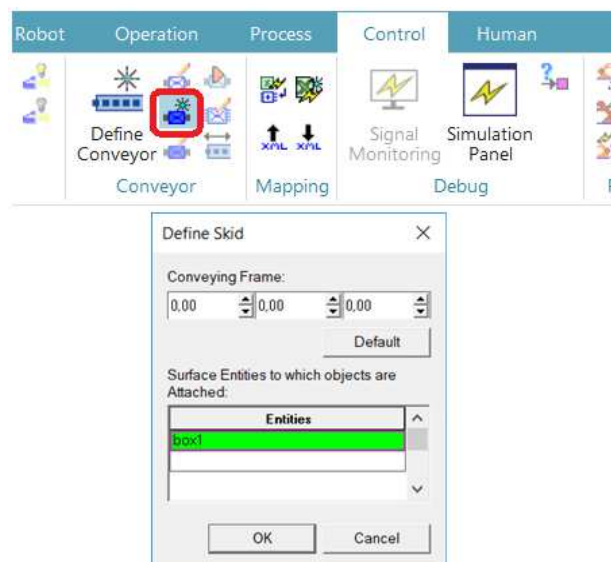 Robot Operation Process Control Human
Define Conveyor
Signal Monitoring
Simulation Panel
XML XML
Conveyor Mapping Debug
Define Skid
Conveying Frame:
0,00 0,00 0,00
Default
Surface Entities to which objects are
Attached:
Entities
box1
OK Cancel